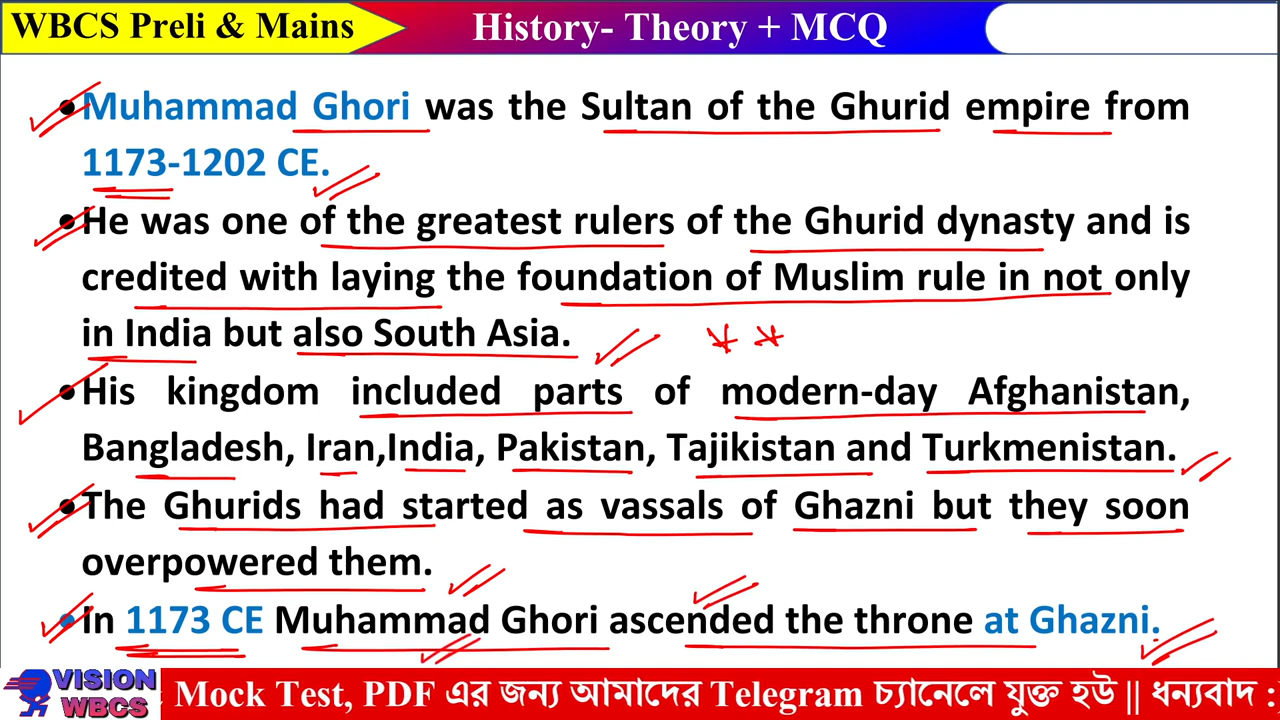 WBCS Preli & Mains
History- Theory + MCQ
• Muhammad Ghori was the Sultan of the Ghurid empire from
1173-1202 CE.
• He was one of the greatest rulers of the Ghurid dynasty and is
credited with laying the foundation of Muslim rule in not only
in India but also South Asia.
• His kingdom included parts of modern-day Afghanistan,
Bangladesh, Iran,India, Pakistan, Tajikistan and Turkmenistan.
• The Ghurids had started as vassals of Ghazni but they soon
overpowered them.
• In 1173 CE Muhammad Ghori ascended the throne at Ghazni.
VISION
WBCS
Mock Test, PDF এর জন্য আমাদের Telegram চ্যানেলে যুক্ত হউ || ধন্যবাদ :